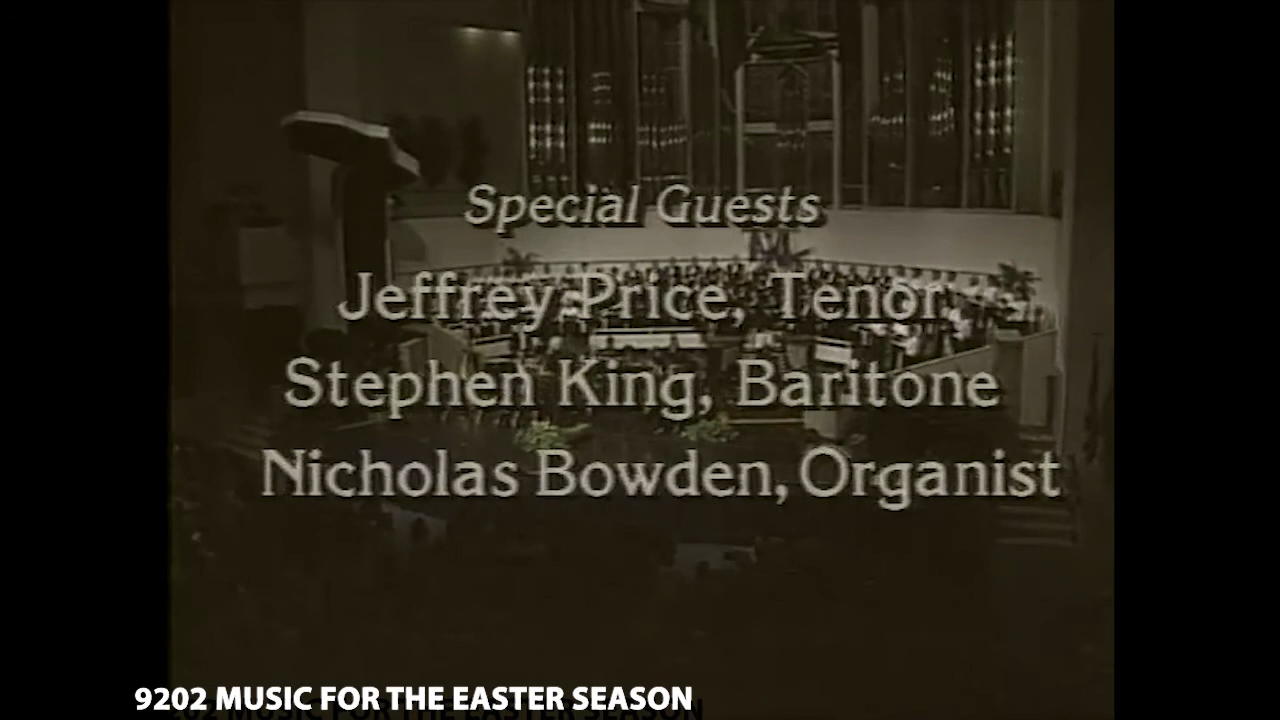 Special Guests
Jeffrey Price, Tenor
Stephen King, Baritone
Nicholas Bowden, Organist
9202 MUSIC FOR THE EASTER SEASON